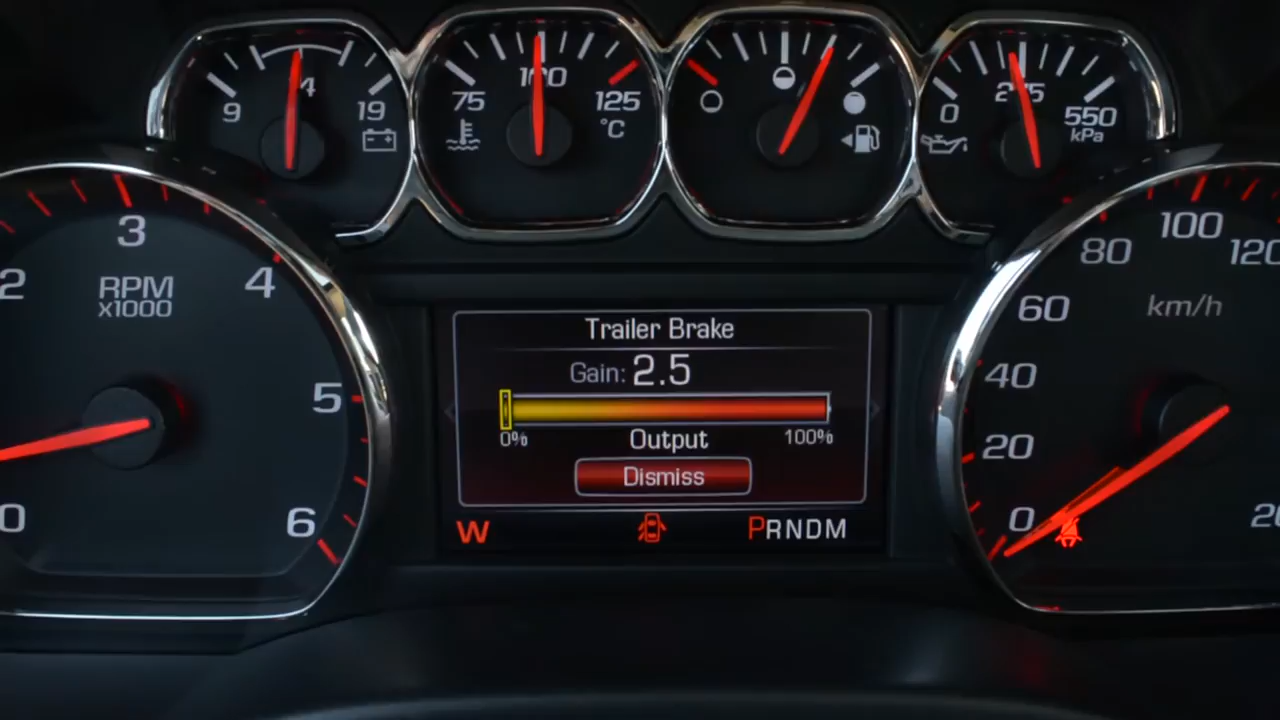 9
4
19
75
100
125
°C
0
275
550
kPa
2
3
4
5
6
0
RPM
x1000
Trailer Brake
Gain: 2.5
0% Output 100%
Dismiss
W
PRNDM
0
20
40
60
80
100
120
km/h